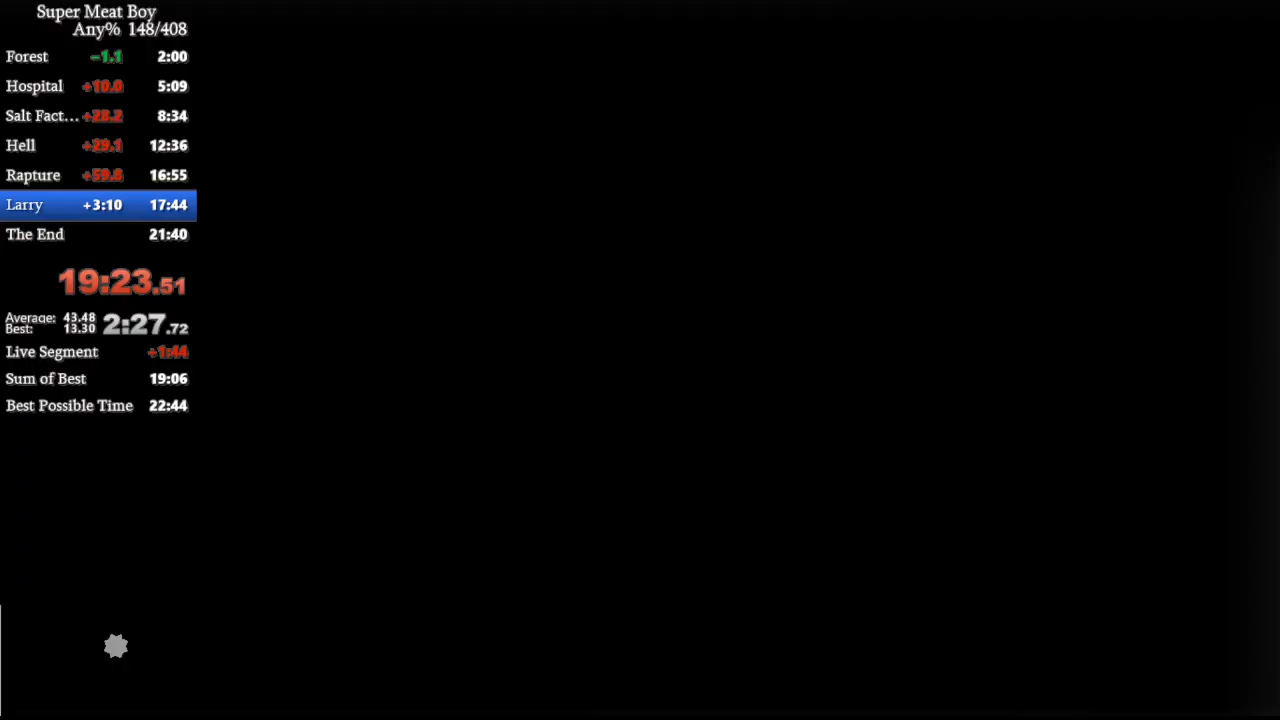 Super Meat Boy
Any% 148/408
Forest −1.1 2:00
Hospital +10.0 5:09
Salt Fact... +28.2 8:34
Hell +29.1 12:36
Rapture +59.8 16:55
Larry +3:10 17:44
The End 21:40
19:23.51
Average: 43.48 2:27.72
Best: 13.30
Live Segment +1:44
Sum of Best 19:06
Best Possible Time 22:44